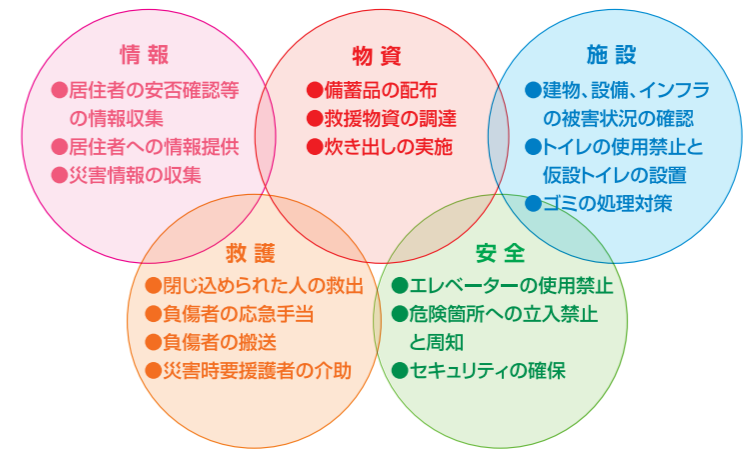 情報
●居住者の安否確認等
の情報収集
●居住者への情報提供
●災害情報の収集
物資
●備蓄品の配布
●救援物資の調達
●炊き出しの実施
施設
●建物、設備、インフラ
の被害状況の確認
●トイレの使用禁止と
仮設トイレの設置
●ゴミの処理対策
救護
●閉じ込められた人の救出
●負傷者の応急手当
●負傷者の搬送
●災害時要援護者の介助
安全
●エレベーターの使用禁止
●危険箇所への立入禁止
と周知
●セキュリティの確保